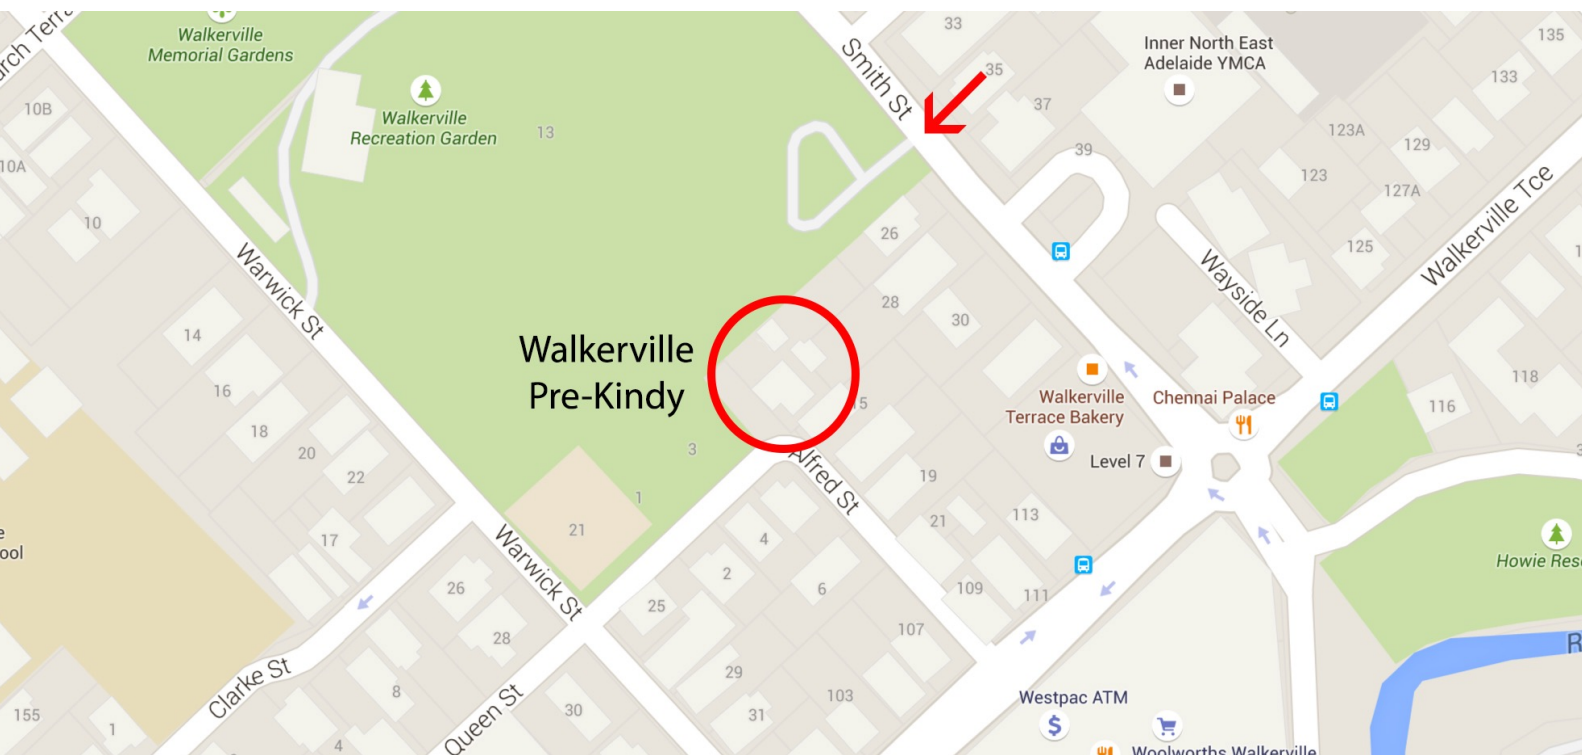 Walkerville
Memorial Gardens
Smith St
33
35
37
39
Inner North East
Adelaide YMCA
135
133
123A
129
123
127A
125
Walkerville Tce
10B
10A
10
Walkerville
Recreation Garden
13
26
28
30
Wayside Ln
Warwick St
14
16
18
20
22
17
Walkerville
Pre-Kindy
Walkerville
Terrace Bakery
Chennai Palace
Level 7
118
116
3
1
21
Alfred St
19
21
113
4
2
6
109
111
107
Howie Res
ool
Warwick St
26
28
25
29
31
103
Clarke St
8
30
4
Queen St
155
1
Westpac ATM
$
Woolworths Walkerville
R